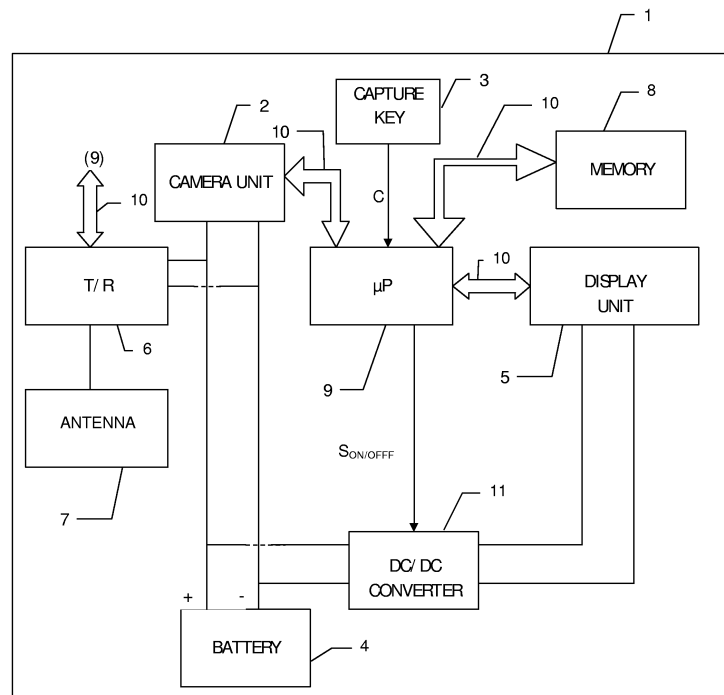 1
3
8
CAPTURE
KEY
10
2
10
(9)
CAMERA UNIT
MEMORY
10
C
T/ R
µP
10
DISPLAY
UNIT
6
9
5
ANTENNA
7
SON/OFFF
11
DC/ DC
CONVERTER
+
-
BATTERY
4